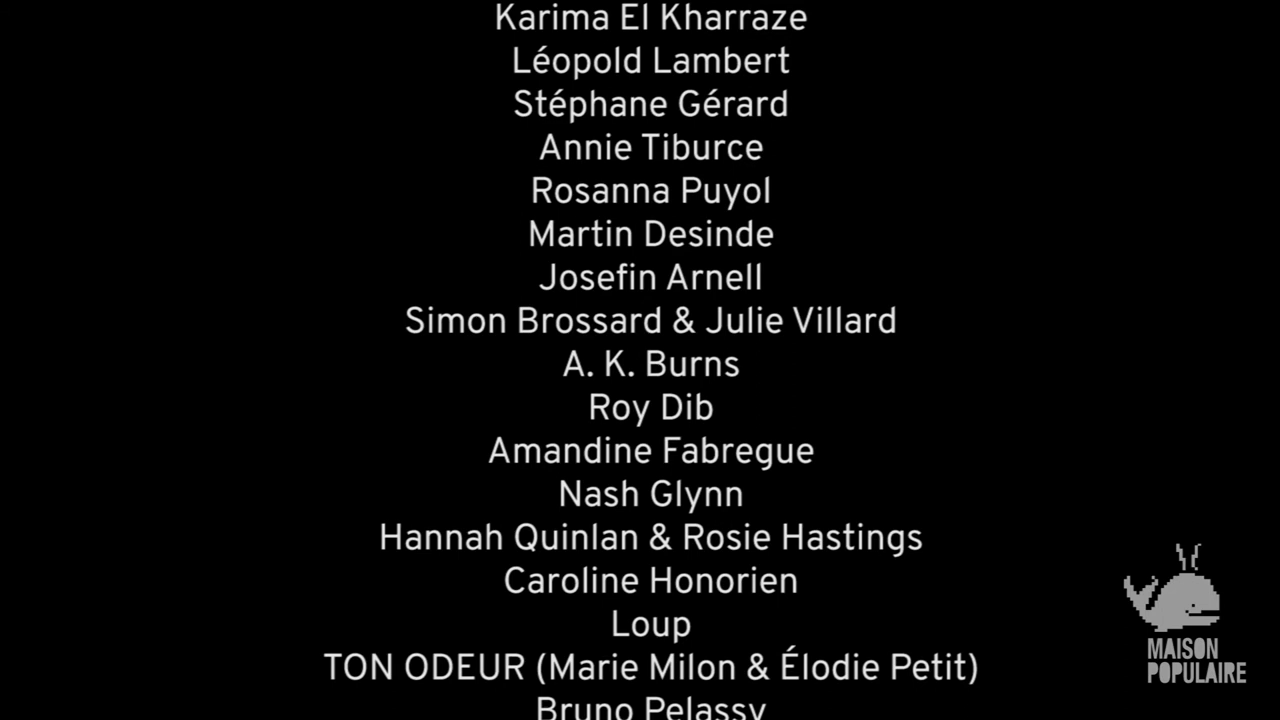 Karima El Kharraze
Léopold Lambert
Stéphane Gérard
Annie Tiburce
Rosanna Puyol
Martin Desinde
Josefin Arnell
Simon Brossard & Julie Villard
A. K. Burns
Roy Dib
Amandine Fabregue
Nash Glynn
Hannah Quinlan & Rosie Hastings
Caroline Honorien
Loup
TON ODEUR (Marie Milon & Élodie Petit)
Bruno Pelassy
MAISON
POPULAIRE